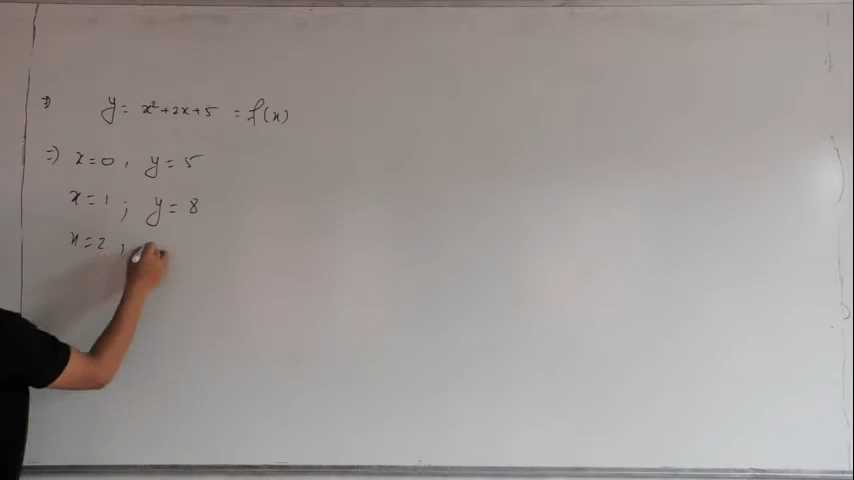 ⇒ y = x²+2x+5 = f(x)
⇒ x=0, y=5
x=1; y=8
x=2,